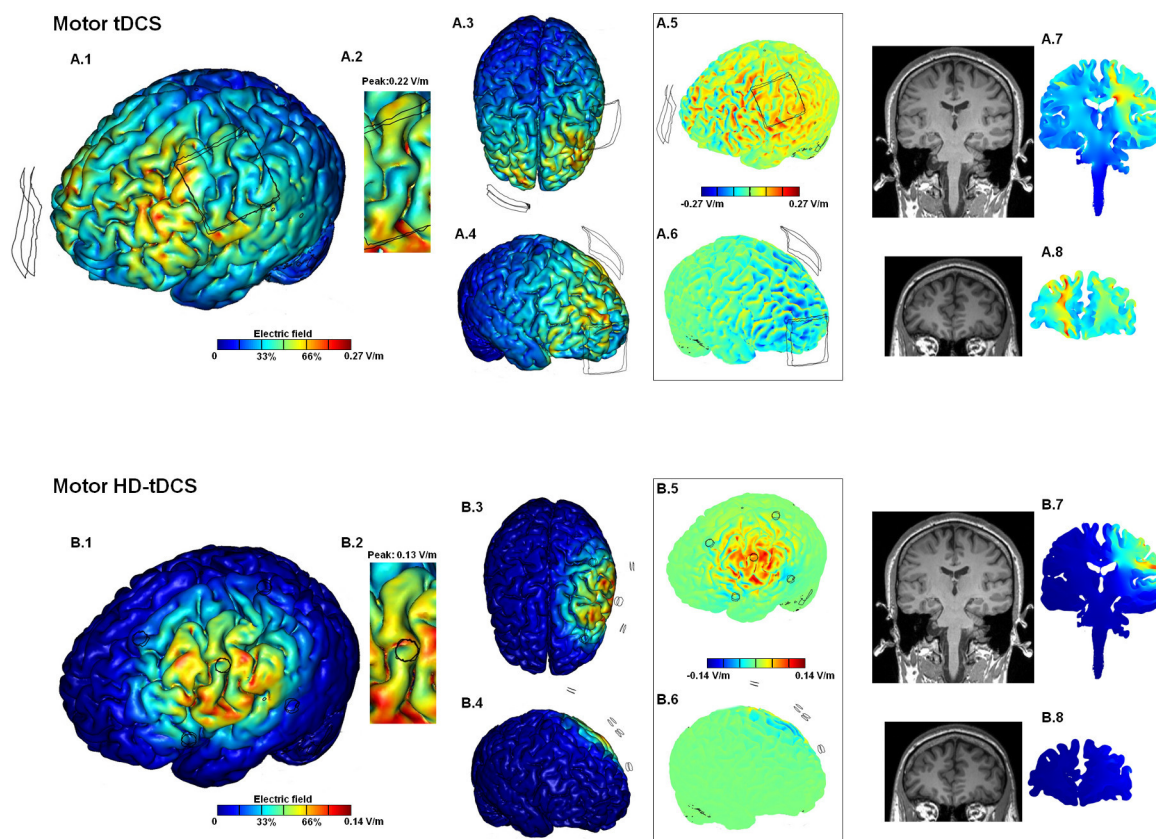 Motor tDCS
A.1
A.2
Peak:0.22 V/m
A.3
A.4
A.5
-0.27 V/m
0.27 V/m
A.6
A.7
A.8
Electric field
0
33%
66%
0.27 V/m
Motor HD-tDCS
B.1
B.2
Peak: 0.13 V/m
B.3
B.4
B.5
-0.14 V/m
0.14 V/m
B.6
B.7
B.8
Electric field
0
33%
66%
0.14 V/m